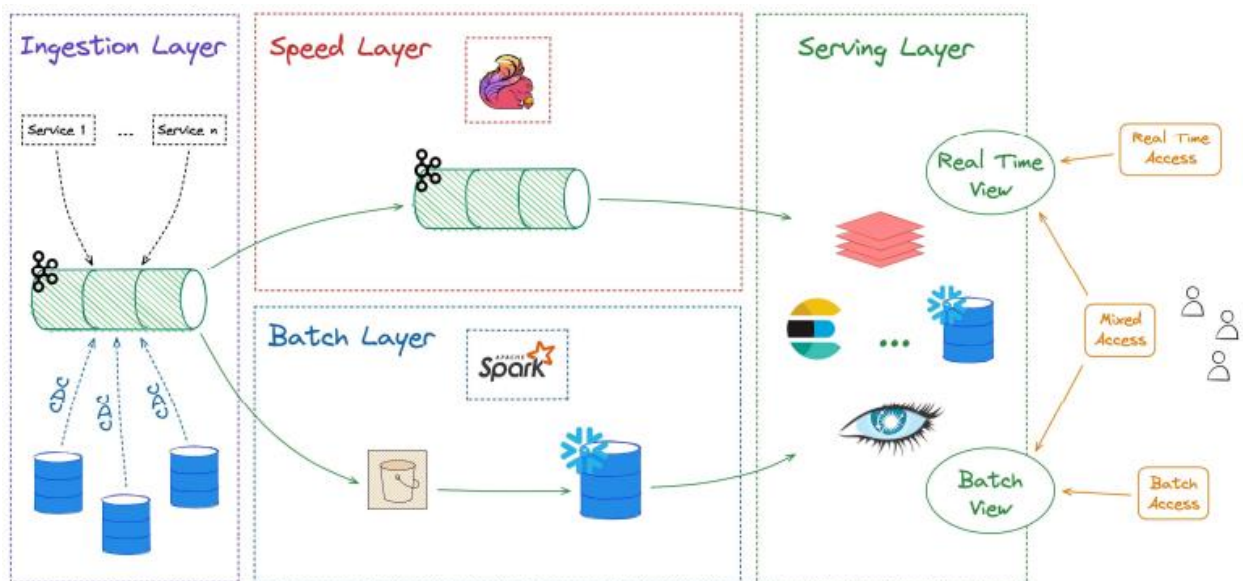 Ingestion Layer
Service 1
...
Service n
CDC
CDC
CDC
Speed Layer
Batch Layer
APACHE
Spark
Serving Layer
Real Time
View
...
Batch
View
Real Time
Access
Mixed
Access
Batch
Access